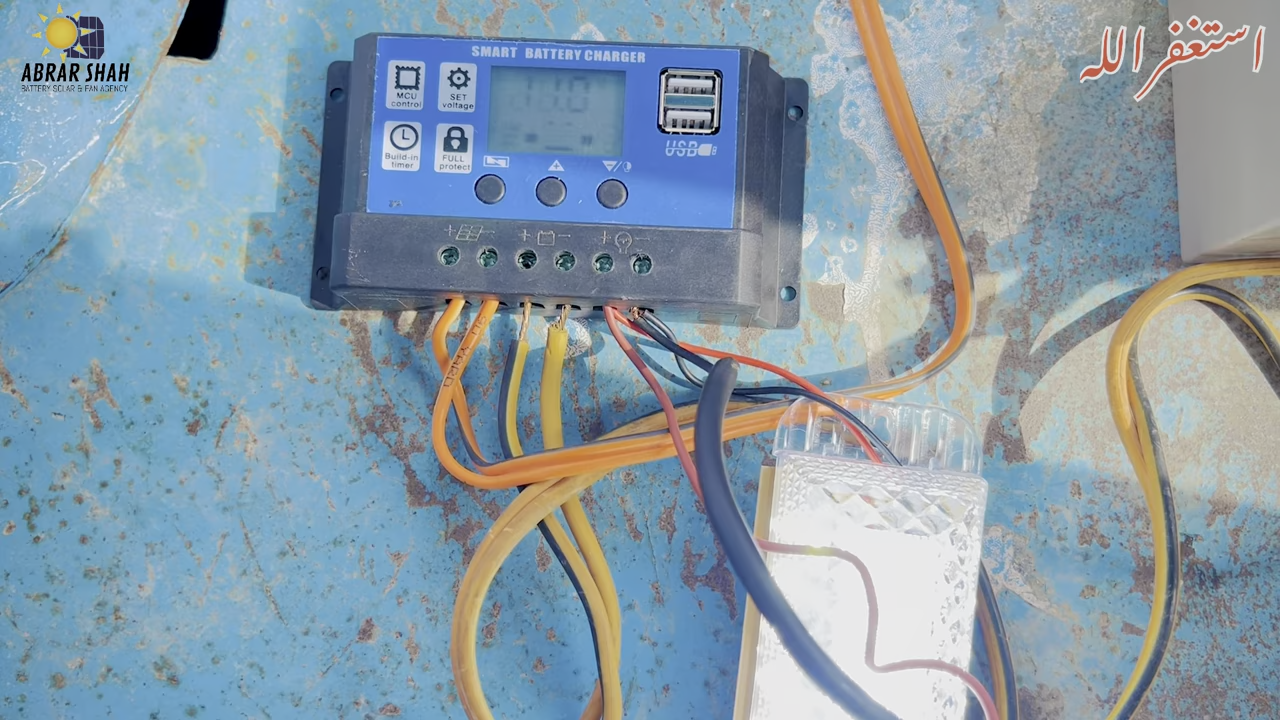 ABRAR SHAH
BATTERY SOLAR & FAN AGENCY
استغفر الله
SMART BATTERY CHARGER
MCU
control
SET
voltage
Build-in
timer
FULL
protect
USB